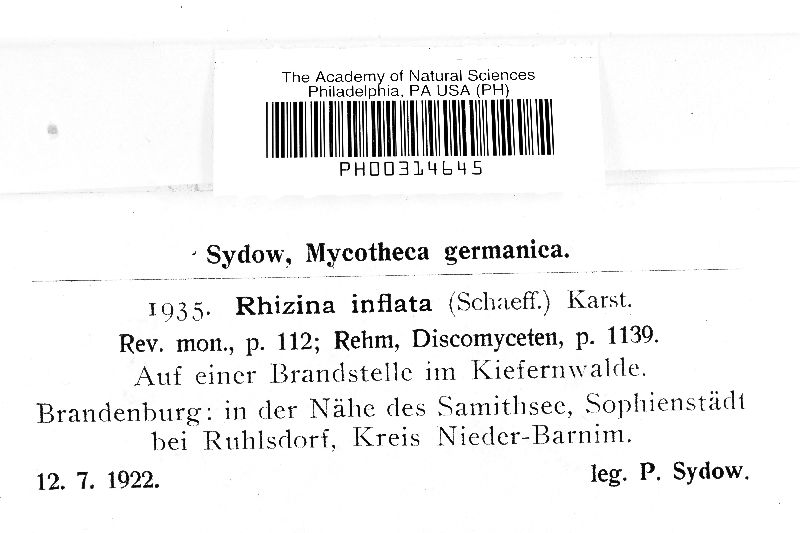 The Academy of Natural Sciences
Philadelphia, PA USA (PH)
PH00314645
Sydow, Mycotheca germanica.
1935. Rhizina inflata (Schaeff.) Karst.
Rev. mon., p. 112; Rehm, Discomyceten, p. 1139.
Auf einer Brandstelle im Kiefernwalde.
Brandenburg: in der Nähe des Samithsee, Sophienstädt
bei Ruhlsdorf, Kreis Nieder-Barnim.
12. 7. 1922. leg. P. Sydow.